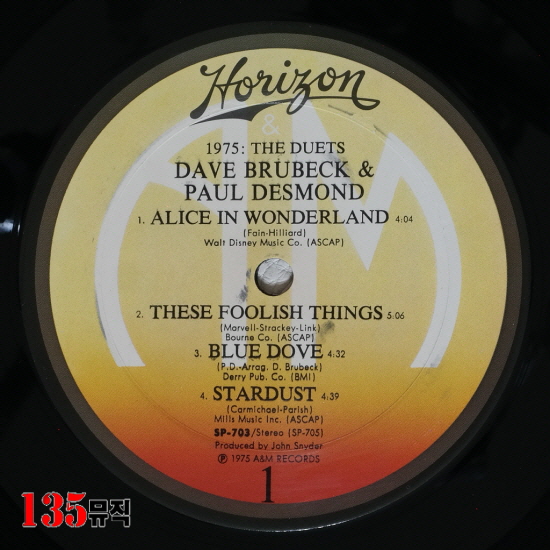 Horizon
&
A M
1975: THE DUETS
DAVE BRUBECK &
PAUL DESMOND
1. ALICE IN WONDERLAND 4:04
(Fain-Hilliard)
Walt Disney Music Co. (ASCAP)
2. THESE FOOLISH THINGS 5:06
(Marvell-Strackey-Link)
Bourne Co. (ASCAP)
3. BLUE DOVE 4:32
(P.D.-Arrag. D. Brubeck)
Derry Pub. Co. (BMI)
4. STARDUST 4:39
(Carmichael-Parish)
Mills Music Inc. (ASCAP)
SP-703/Stereo (SP-705)
Produced by John Snyder
℗ 1975 A&M RECORDS
1
135뮤직